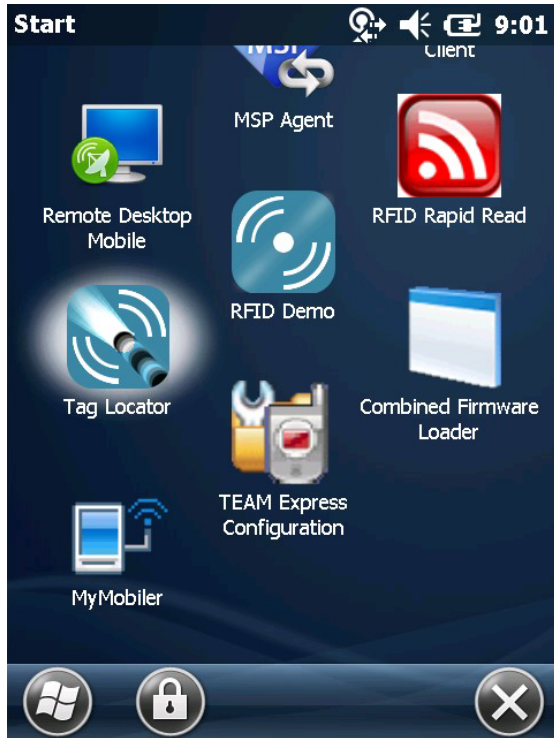 Start
9:01
MSP
Client
MSP Agent
Remote Desktop
Mobile
RFID Rapid Read
RFID Demo
Tag Locator
Combined Firmware
Loader
TEAM Express
Configuration
MyMobiler